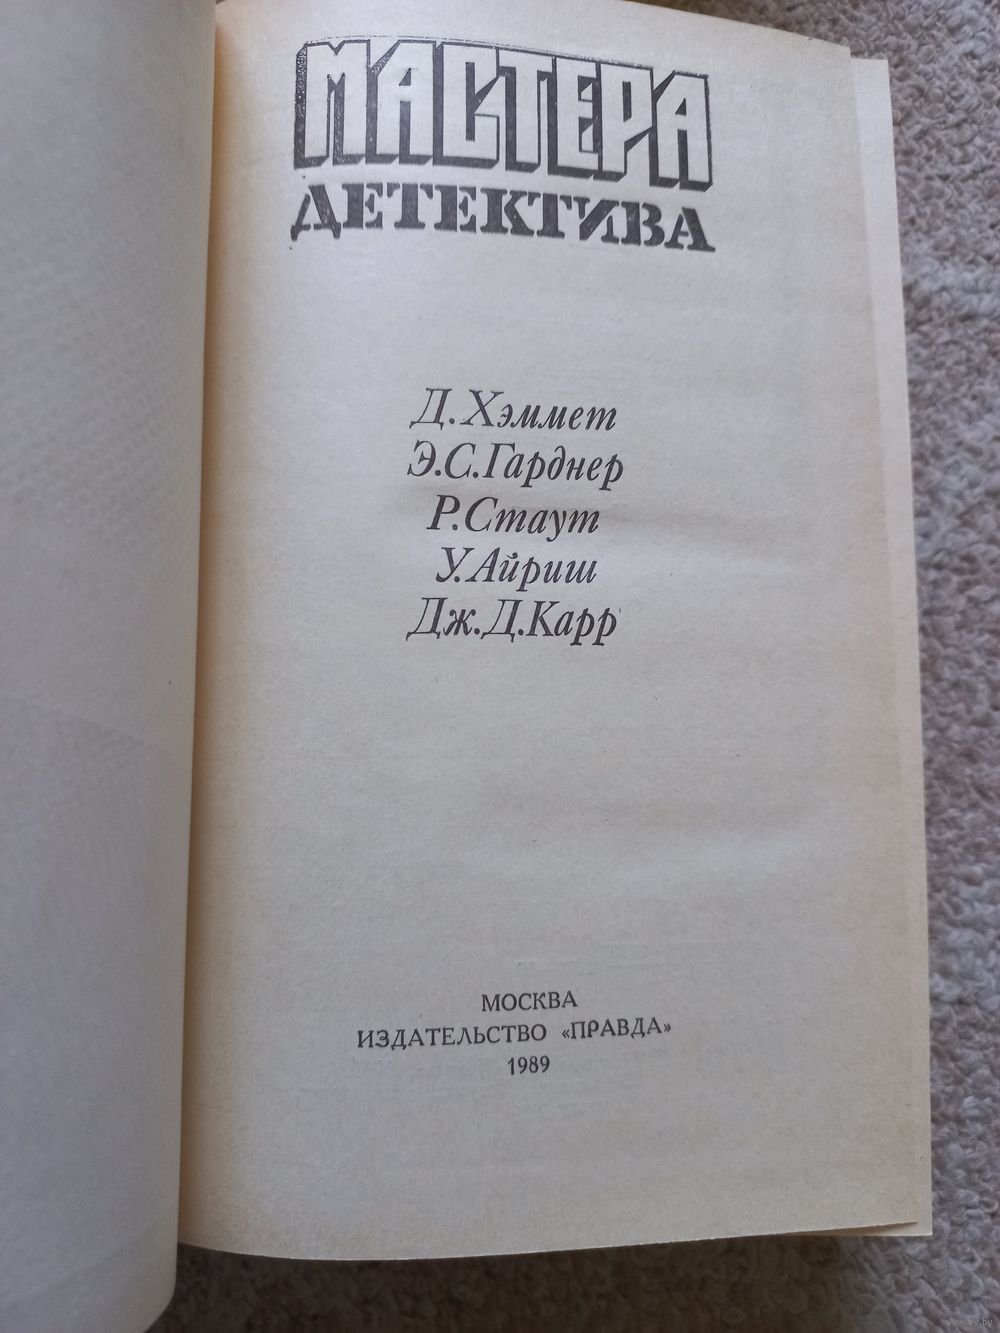 МАСТЕРА
ДЕТЕКТИВА
Д.Хэммет
Э.С.Гарднер
Р.Стаут
У.Айриш
Дж.Д.Карр
МОСКВА
ИЗДАТЕЛЬСТВО «ПРАВДА»
1989